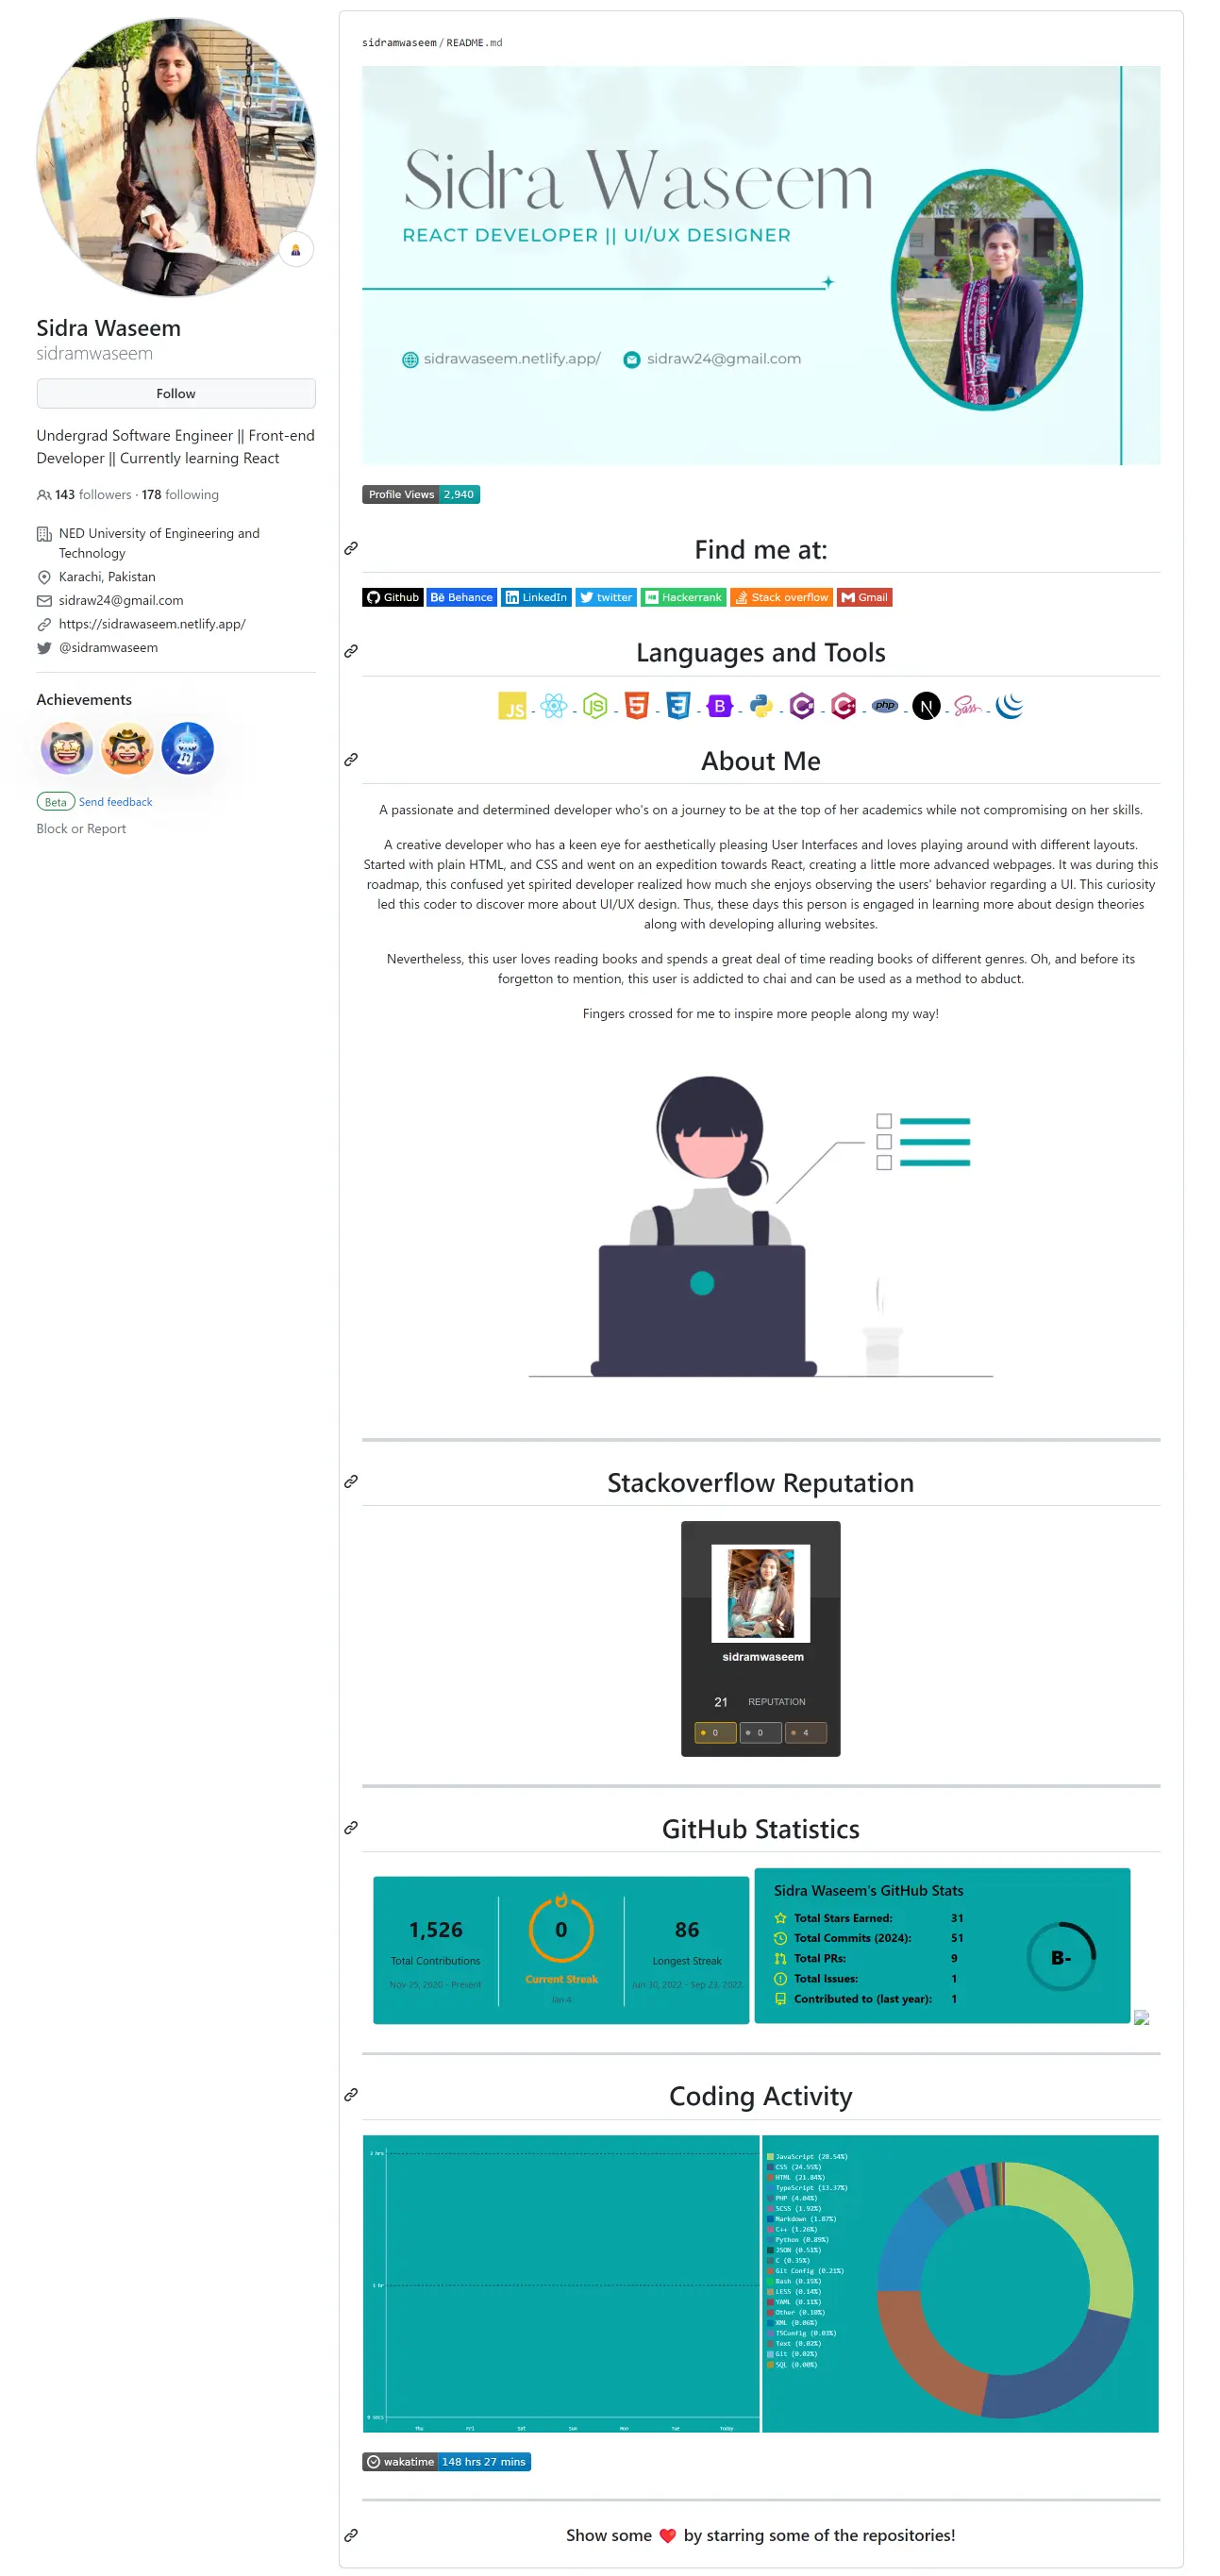 Sidra Waseem
sidramwaseem
Follow
Undergrad Software Engineer || Front-end
Developer || Currently learning React
143 followers · 178 following
NED University of Engineering and
Technology
Karachi, Pakistan
sidraw24@gmail.com
https://sidrawaseem.netlify.app/
@sidramwaseem
Achievements
Beta Send feedback
Block or Report
sidramwaseem/README.md
Sidra Waseem
REACT DEVELOPER || UI/UX DESIGNER
sidrawaseem.netlify.app/ sidraw24@gmail.com
Profile Views 2,940
Find me at:
Github Behance LinkedIn twitter Hackerrank Stack overflow Gmail
Languages and Tools
JS JS 5 3 B php N Sass
About Me
A passionate and determined developer who's on a journey to be at the top of her academics while not compromising on her skills.
A creative developer who has a keen eye for aesthetically pleasing User Interfaces and loves playing around with different layouts.
Started with plain HTML, and CSS and went on an expedition towards React, creating a little more advanced webpages. It was during this
roadmap, this confused yet spirited developer realized how much she enjoys observing the users' behavior regarding a UI. This curiosity
led this coder to discover more about UI/UX design. Thus, these days this person is engaged in learning more about design theories
along with developing alluring websites.
Nevertheless, this user loves reading books and spends a great deal of time reading books of different genres. Oh, and before its
forgetton to mention, this user is addicted to chai and can be used as a method to abduct.
Fingers crossed for me to inspire more people along my way!
Stackoverflow Reputation
sidramwaseem
21 REPUTATION
0 0 4
GitHub Statistics
1,526
Total Contributions
Nov 25, 2020 - Present
0
Current Streak
Jan 4
86
Longest Streak
Jun 30, 2022 - Sep 23, 2022
Sidra Waseem's GitHub Stats
Total Stars Earned: 31
Total Commits (2024): 51
Total PRs: 9
Total Issues: 1
Contributed to (last year): 1
B-
Coding Activity
2 hrs
1 hr
0 secs
Thu Fri Sat Sun Mon Tue Today
JavaScript (28.54%)
CSS (24.55%)
HTML (21.84%)
TypeScript (13.37%)
PHP (4.04%)
SCSS (1.92%)
Markdown (1.87%)
C++ (1.26%)
Python (0.89%)
JSON (0.51%)
C (0.35%)
Git Config (0.21%)
Bash (0.15%)
LESS (0.14%)
YAML (0.11%)
Other (0.10%)
XML (0.06%)
TSConfig (0.03%)
Text (0.02%)
Git (0.02%)
SQL (0.00%)
wakatime 148 hrs 27 mins
Show some ❤️ by starring some of the repositories!